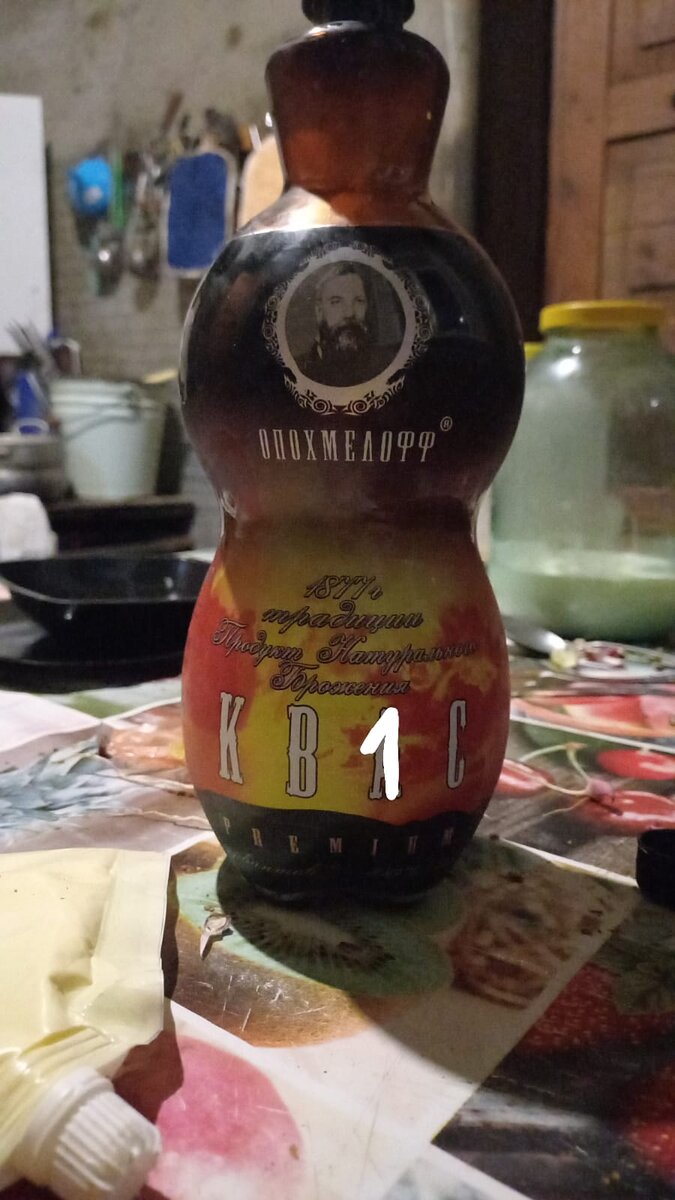 ОПОХМЕЛОФФ®
1877г
традиции
Продукт Натурального
Брожения
КВ1С
PREMIUM